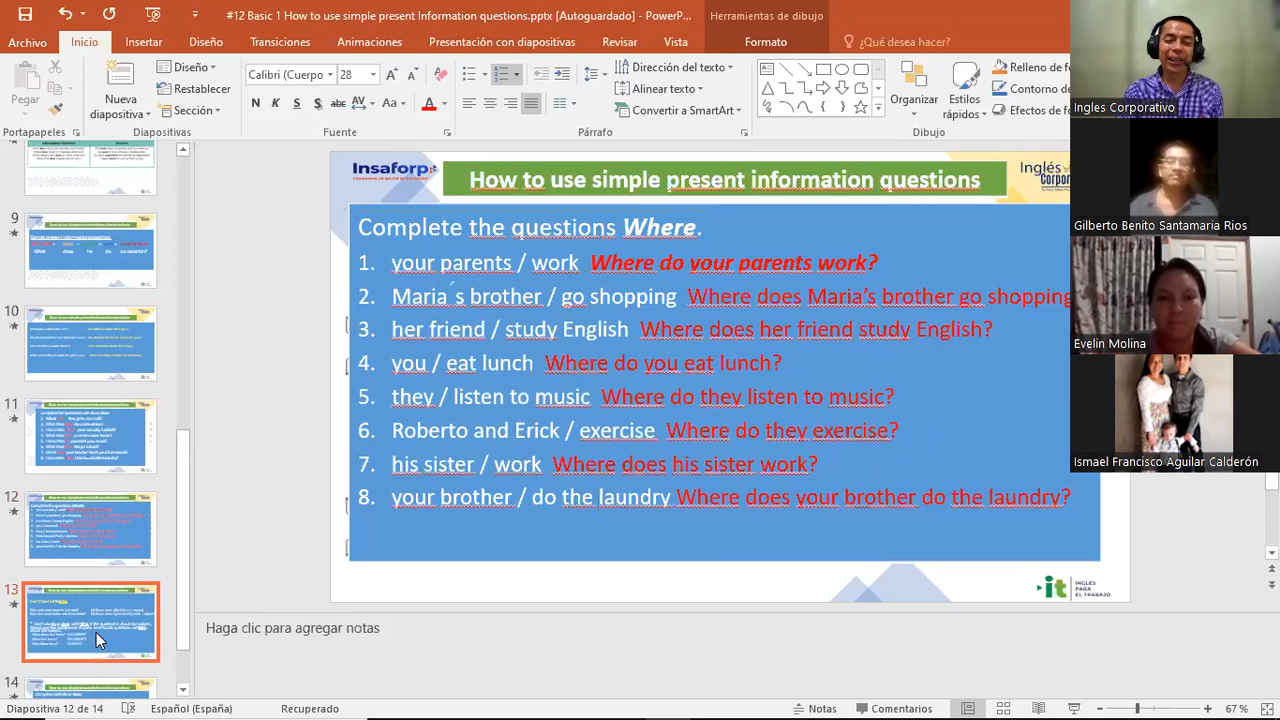 #12 Basic 1 How to use simple present Information questions.pptx [Autoguardado] - PowerP...
Herramientas de dibujo
Archivo Inicio Insertar Diseño Transiciones Animaciones Presentación con diapositivas Revisar Vista Formato ¿Qué desea hacer?
Pegar
Nueva diapositiva
Diseño
Restablecer
Sección
Calibri (Cuerpo 28
N K S S abc AV Aa A
Dirección del texto
Alinear texto
Convertir a SmartArt
Organizar
Estilos rápidos
Relleno de f
Contorno de
Efectos de fo
Portapapeles Diapositivas Fuente Párrafo Dibujo
Ingles Corporativo
Gilberto Benito Santamaria Rios
Evelin Molina
Ismael Francisco Aguilar Calderón
9
10
11
12
13
14
Insaforp
How to use simple present information questions
Inglés
Complete the questions Where.
1. your parents / work Where do your parents work?
2. Maria´s brother / go shopping Where does Maria's brother go shopping
3. her friend / study English Where does her friend study English?
4. you / eat lunch Where do you eat lunch?
5. they / listen to music Where do they listen to music?
6. Roberto and Erk / exercise Where do they exercise?
7. his sister / work Where does his sister work?
8. your brother / do the laundry Where does your brother do the laundry?
it INGLES PARA EL TRABAJO
Haga clic para agregar notas
Diapositiva 12 de 14 Español (España) Recuperado Notas Comentarios 67 %